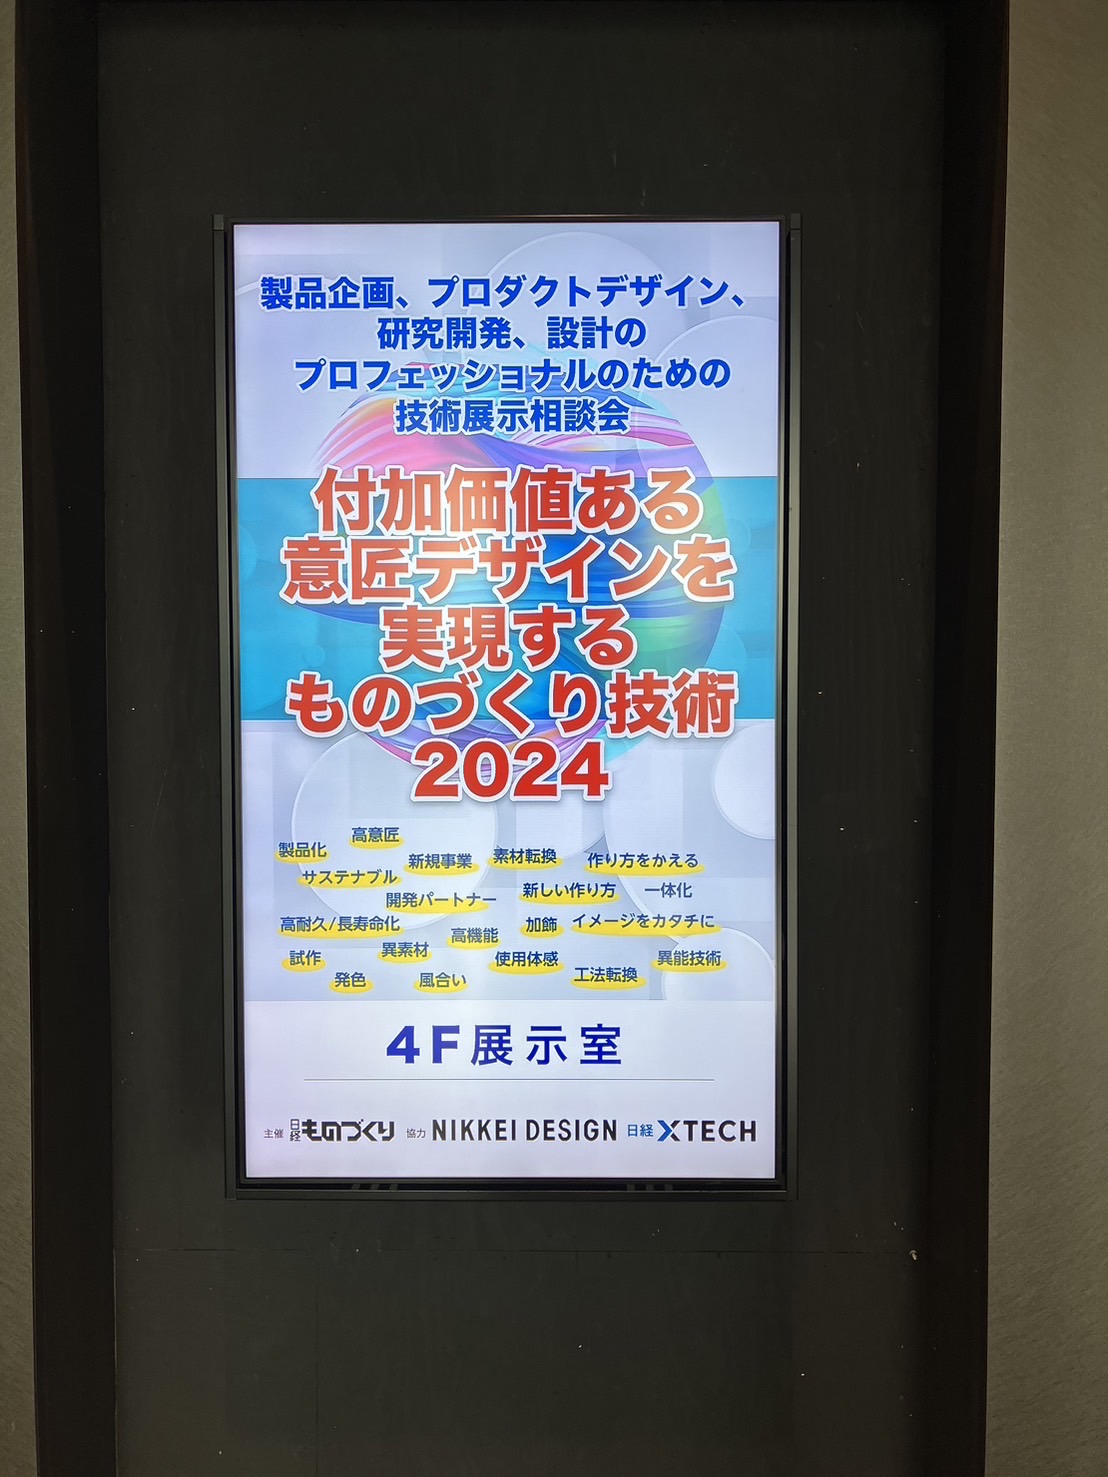 製品企画、プロダクトデザイン、
研究開発、設計の
プロフェッショナルのための
技術展示相談会
付加価値ある
意匠デザインを
実現する
ものづくり技術
2024
高意匠
製品化
新規事業
素材転換
作り方をかえる
サステナブル
開発パートナー
新しい作り方
一体化
高耐久/長寿命化
高機能
加飾
イメージをカタチに
試作
異素材
使用体感
異能技術
発色
風合い
工法転換
4F展示室
主催 日経ものづくり 協力 NIKKEI DESIGN 日経XTECH